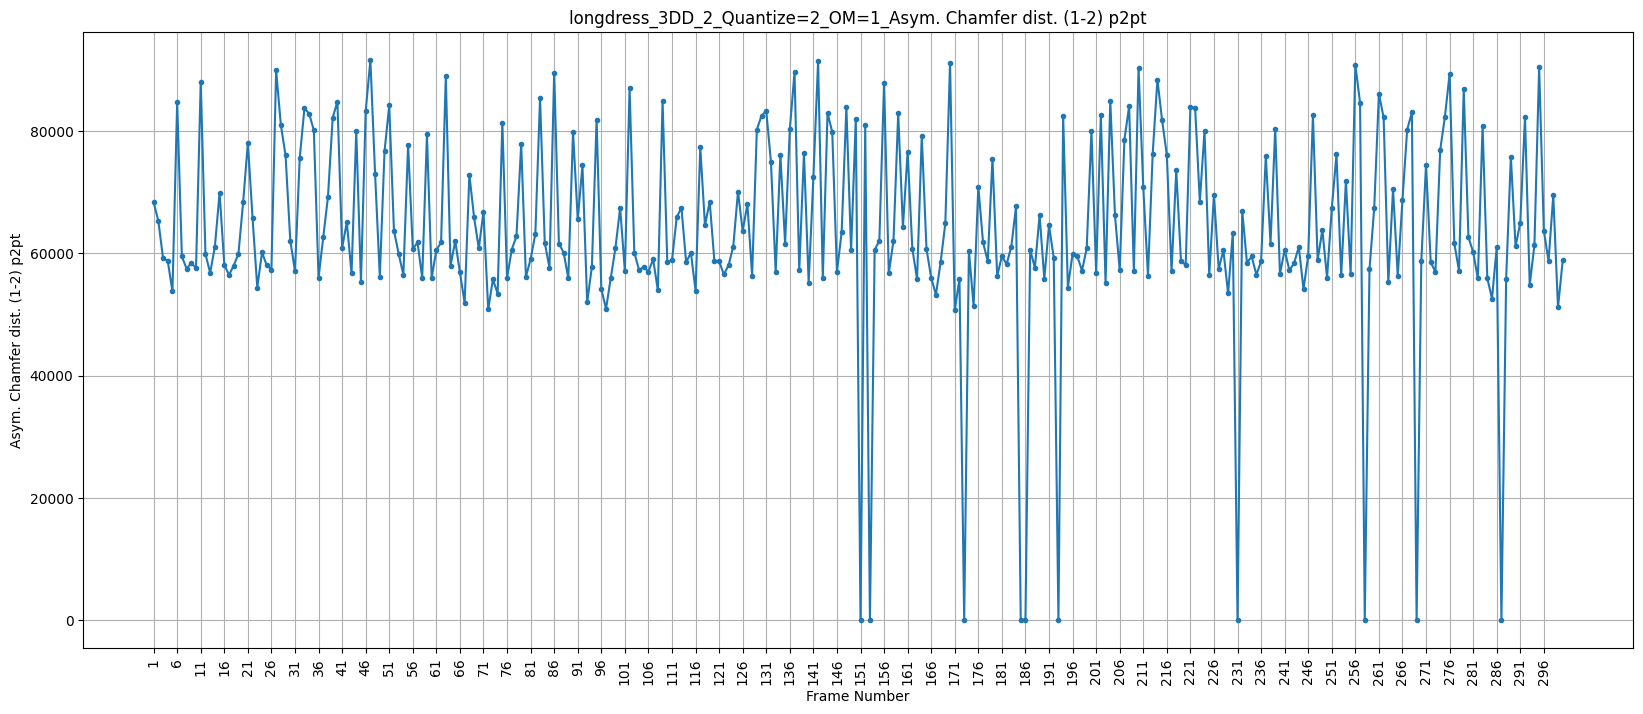 longdress_3DD_2_Quantize=2_OM=1_Asym. Chamfer dist. (1-2) p2pt
Asym. Chamfer dist. (1-2) p2pt
80000
60000
40000
20000
0
1 6 11 16 21 26 31 36 41 46 51 56 61 66 71 76 81 86 91 96 101 106 111 116 121 126 131 136 141 146 151 156 161 166 171 176 181 186 191 196 201 206 211 216 221 226 231 236 241 246 251 256 261 266 271 276 281 286 291 296
Frame Number